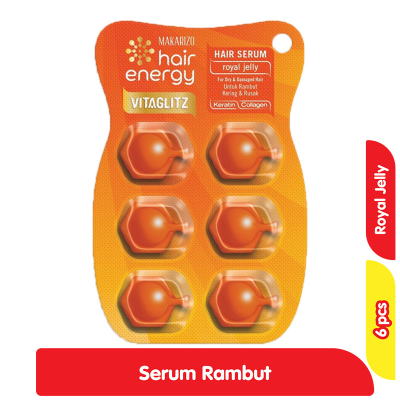 MAKARIZO
hair
energy
VITAGLITZ
HAIR SERUM
royal jelly
For Dry & Damaged Hair
Untuk Rambut
Kering & Rusak
Keratin Collagen
Royal Jelly
6 pcs
Serum Rambut